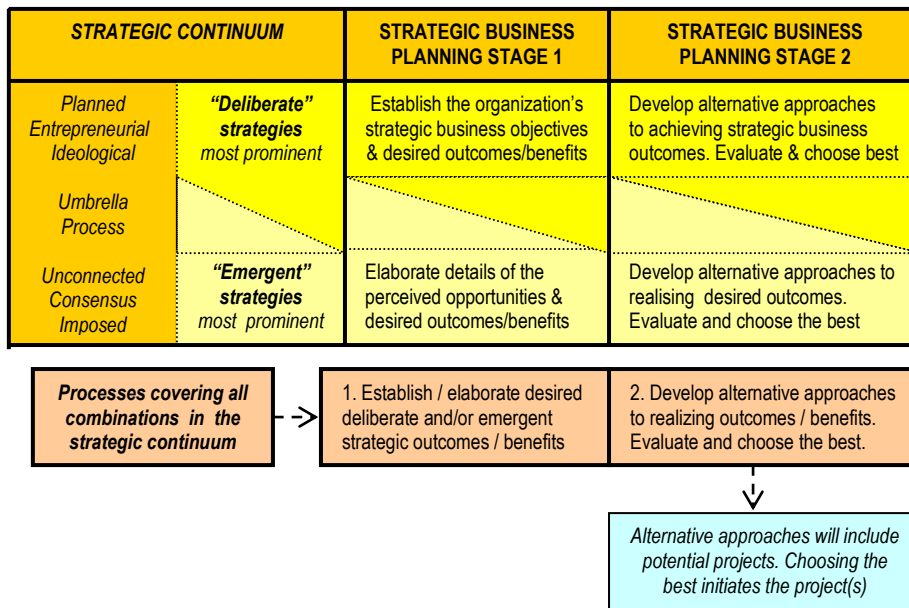 STRATEGIC CONTINUUM
STRATEGIC BUSINESS
PLANNING STAGE 1
STRATEGIC BUSINESS
PLANNING STAGE 2
Planned
Entrepreneurial
Ideological
“Deliberate”
strategies
most prominent
Establish the organization’s
strategic business objectives
& desired outcomes/benefits
Develop alternative approaches
to achieving strategic business
outcomes. Evaluate & choose best
Umbrella
Process
Unconnected
Consensus
Imposed
“Emergent”
strategies
most prominent
Elaborate details of the
perceived opportunities &
desired outcomes/benefits
Develop alternative approaches to
realising desired outcomes.
Evaluate and choose the best
Processes covering all
combinations in the
strategic continuum
1. Establish / elaborate desired
deliberate and/or emergent
strategic outcomes / benefits
2. Develop alternative approaches
to realizing outcomes / benefits.
Evaluate and choose the best.
Alternative approaches will include
potential projects. Choosing the
best initiates the project(s)